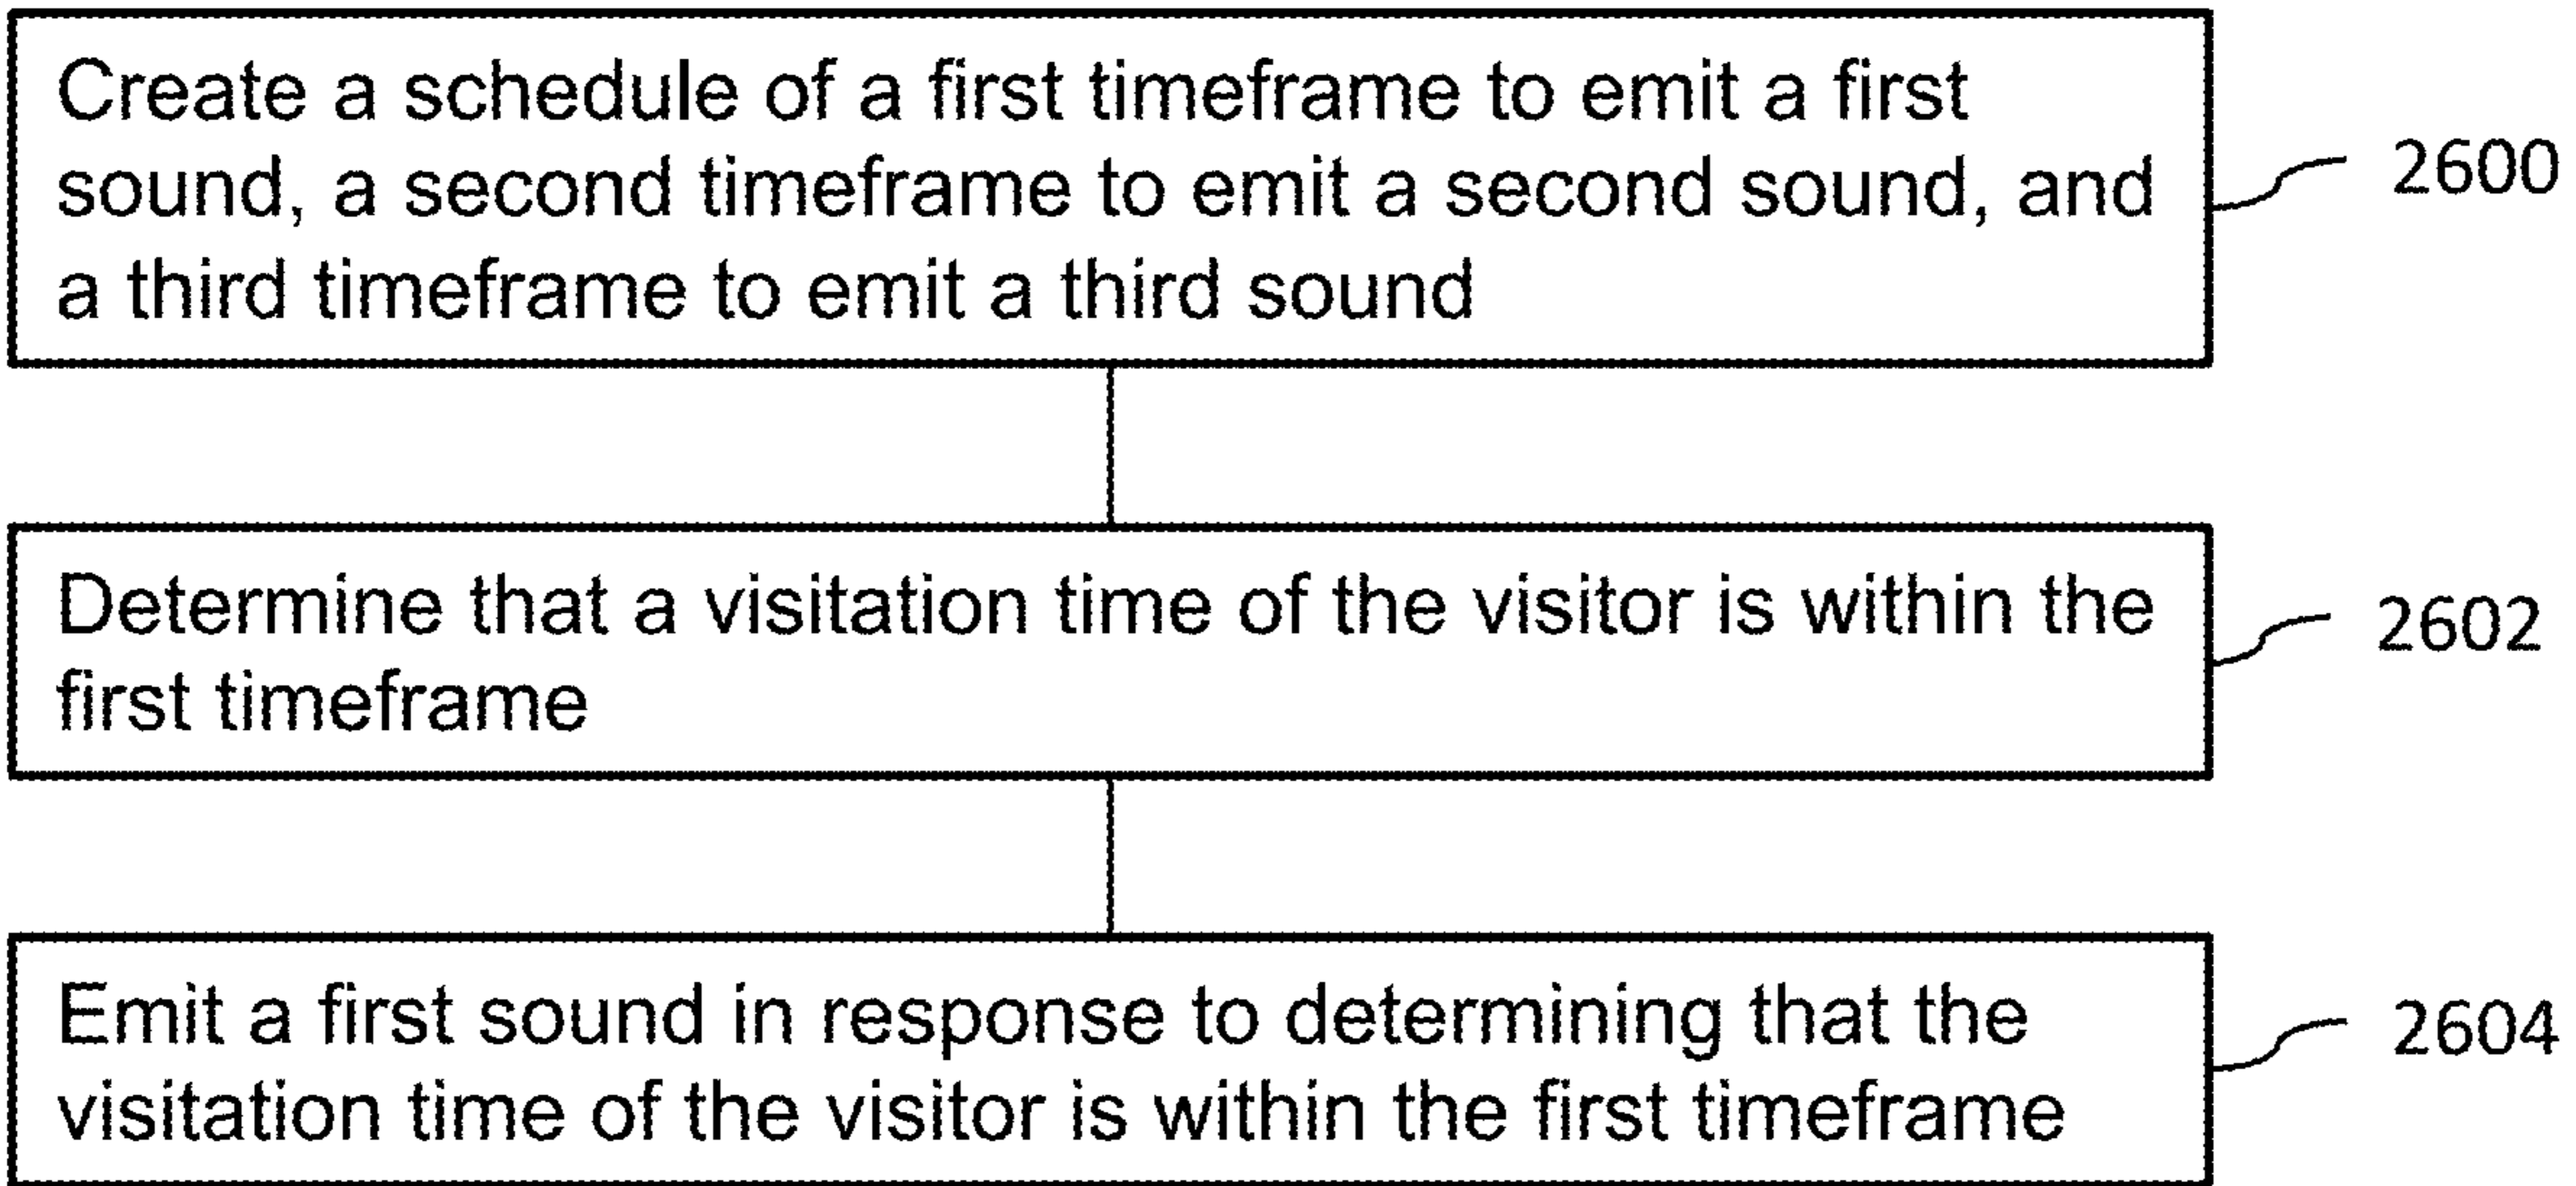 Create a schedule of a first timeframe to emit a first
sound, a second timeframe to emit a second sound, and
a third timeframe to emit a third sound
2600
Determine that a visitation time of the visitor is within the
first timeframe
2602
Emit a first sound in response to determining that the
visitation time of the visitor is within the first timeframe
2604